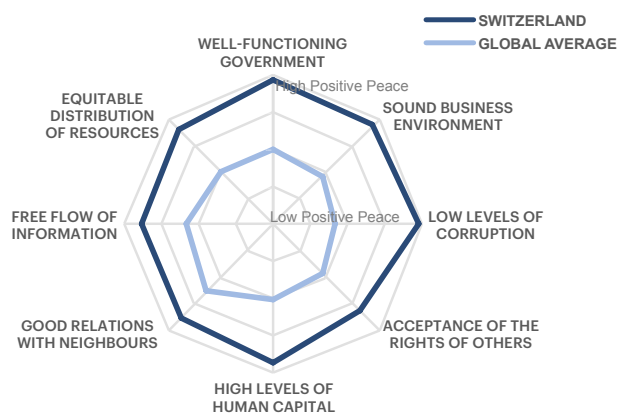 SWITZERLAND
GLOBAL AVERAGE
WELL-FUNCTIONING
GOVERNMENT
High Positive Peace
EQUITABLE
DISTRIBUTION
OF RESOURCES
SOUND BUSINESS
ENVIRONMENT
FREE FLOW OF
INFORMATION
Low Positive Peace
LOW LEVELS OF
CORRUPTION
GOOD RELATIONS
WITH NEIGHBOURS
ACCEPTANCE OF THE
RIGHTS OF OTHERS
HIGH LEVELS OF
HUMAN CAPITAL